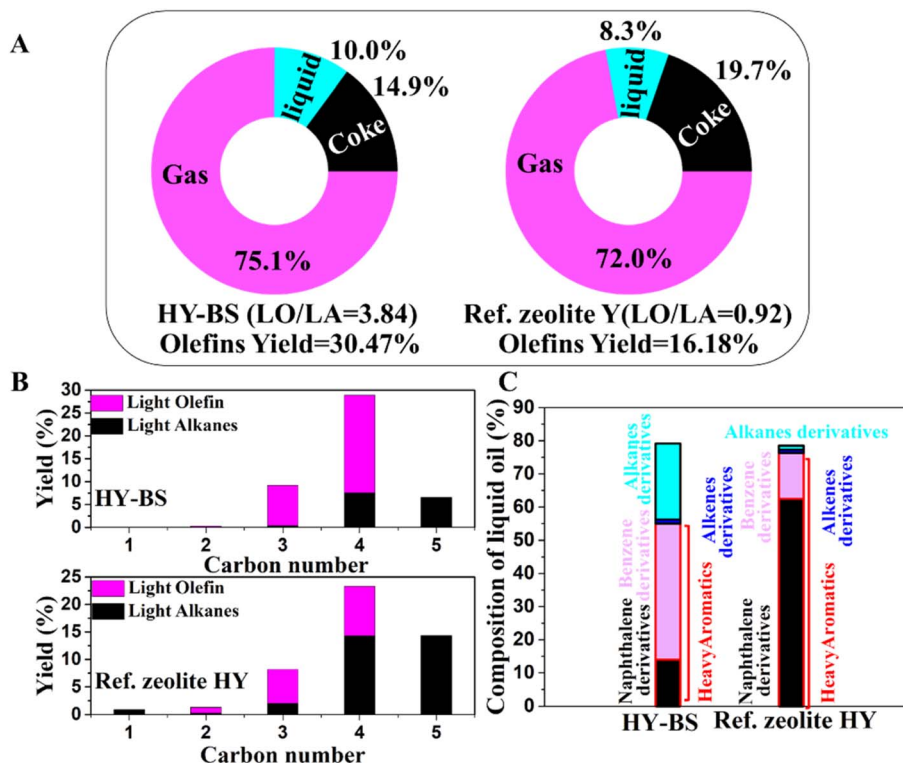 A
10.0%
14.9%
liquid
Coke
Gas
75.1%
HY-BS (LO/LA=3.84)
Olefins Yield=30.47%
8.3%
19.7%
liquid
Coke
Gas
72.0%
Ref. zeolite Y(LO/LA=0.92)
Olefins Yield=16.18%
B
Yield (%)
30
25
20
15
10
5
0
Light Olefin
Light Alkanes
HY-BS
1 2 3 4 5
Carbon number
Yield (%)
25
20
15
10
5
0
Light Olefin
Light Alkanes
Ref. zeolite HY
1 2 3 4 5
Carbon number
C
Composition of liquid oil (%)
90
80
70
60
50
40
30
20
10
0
Alkanes
derivatives
Benzene
derivatives
Naphthalene
derivatives
Alkenes
derivatives
HeavyAromatics
HY-BS
Alkanes derivatives
Benzene
derivatives
Naphthalene
derivatives
Alkenes
derivatives
HeavyAromatics
Ref. zeolite HY